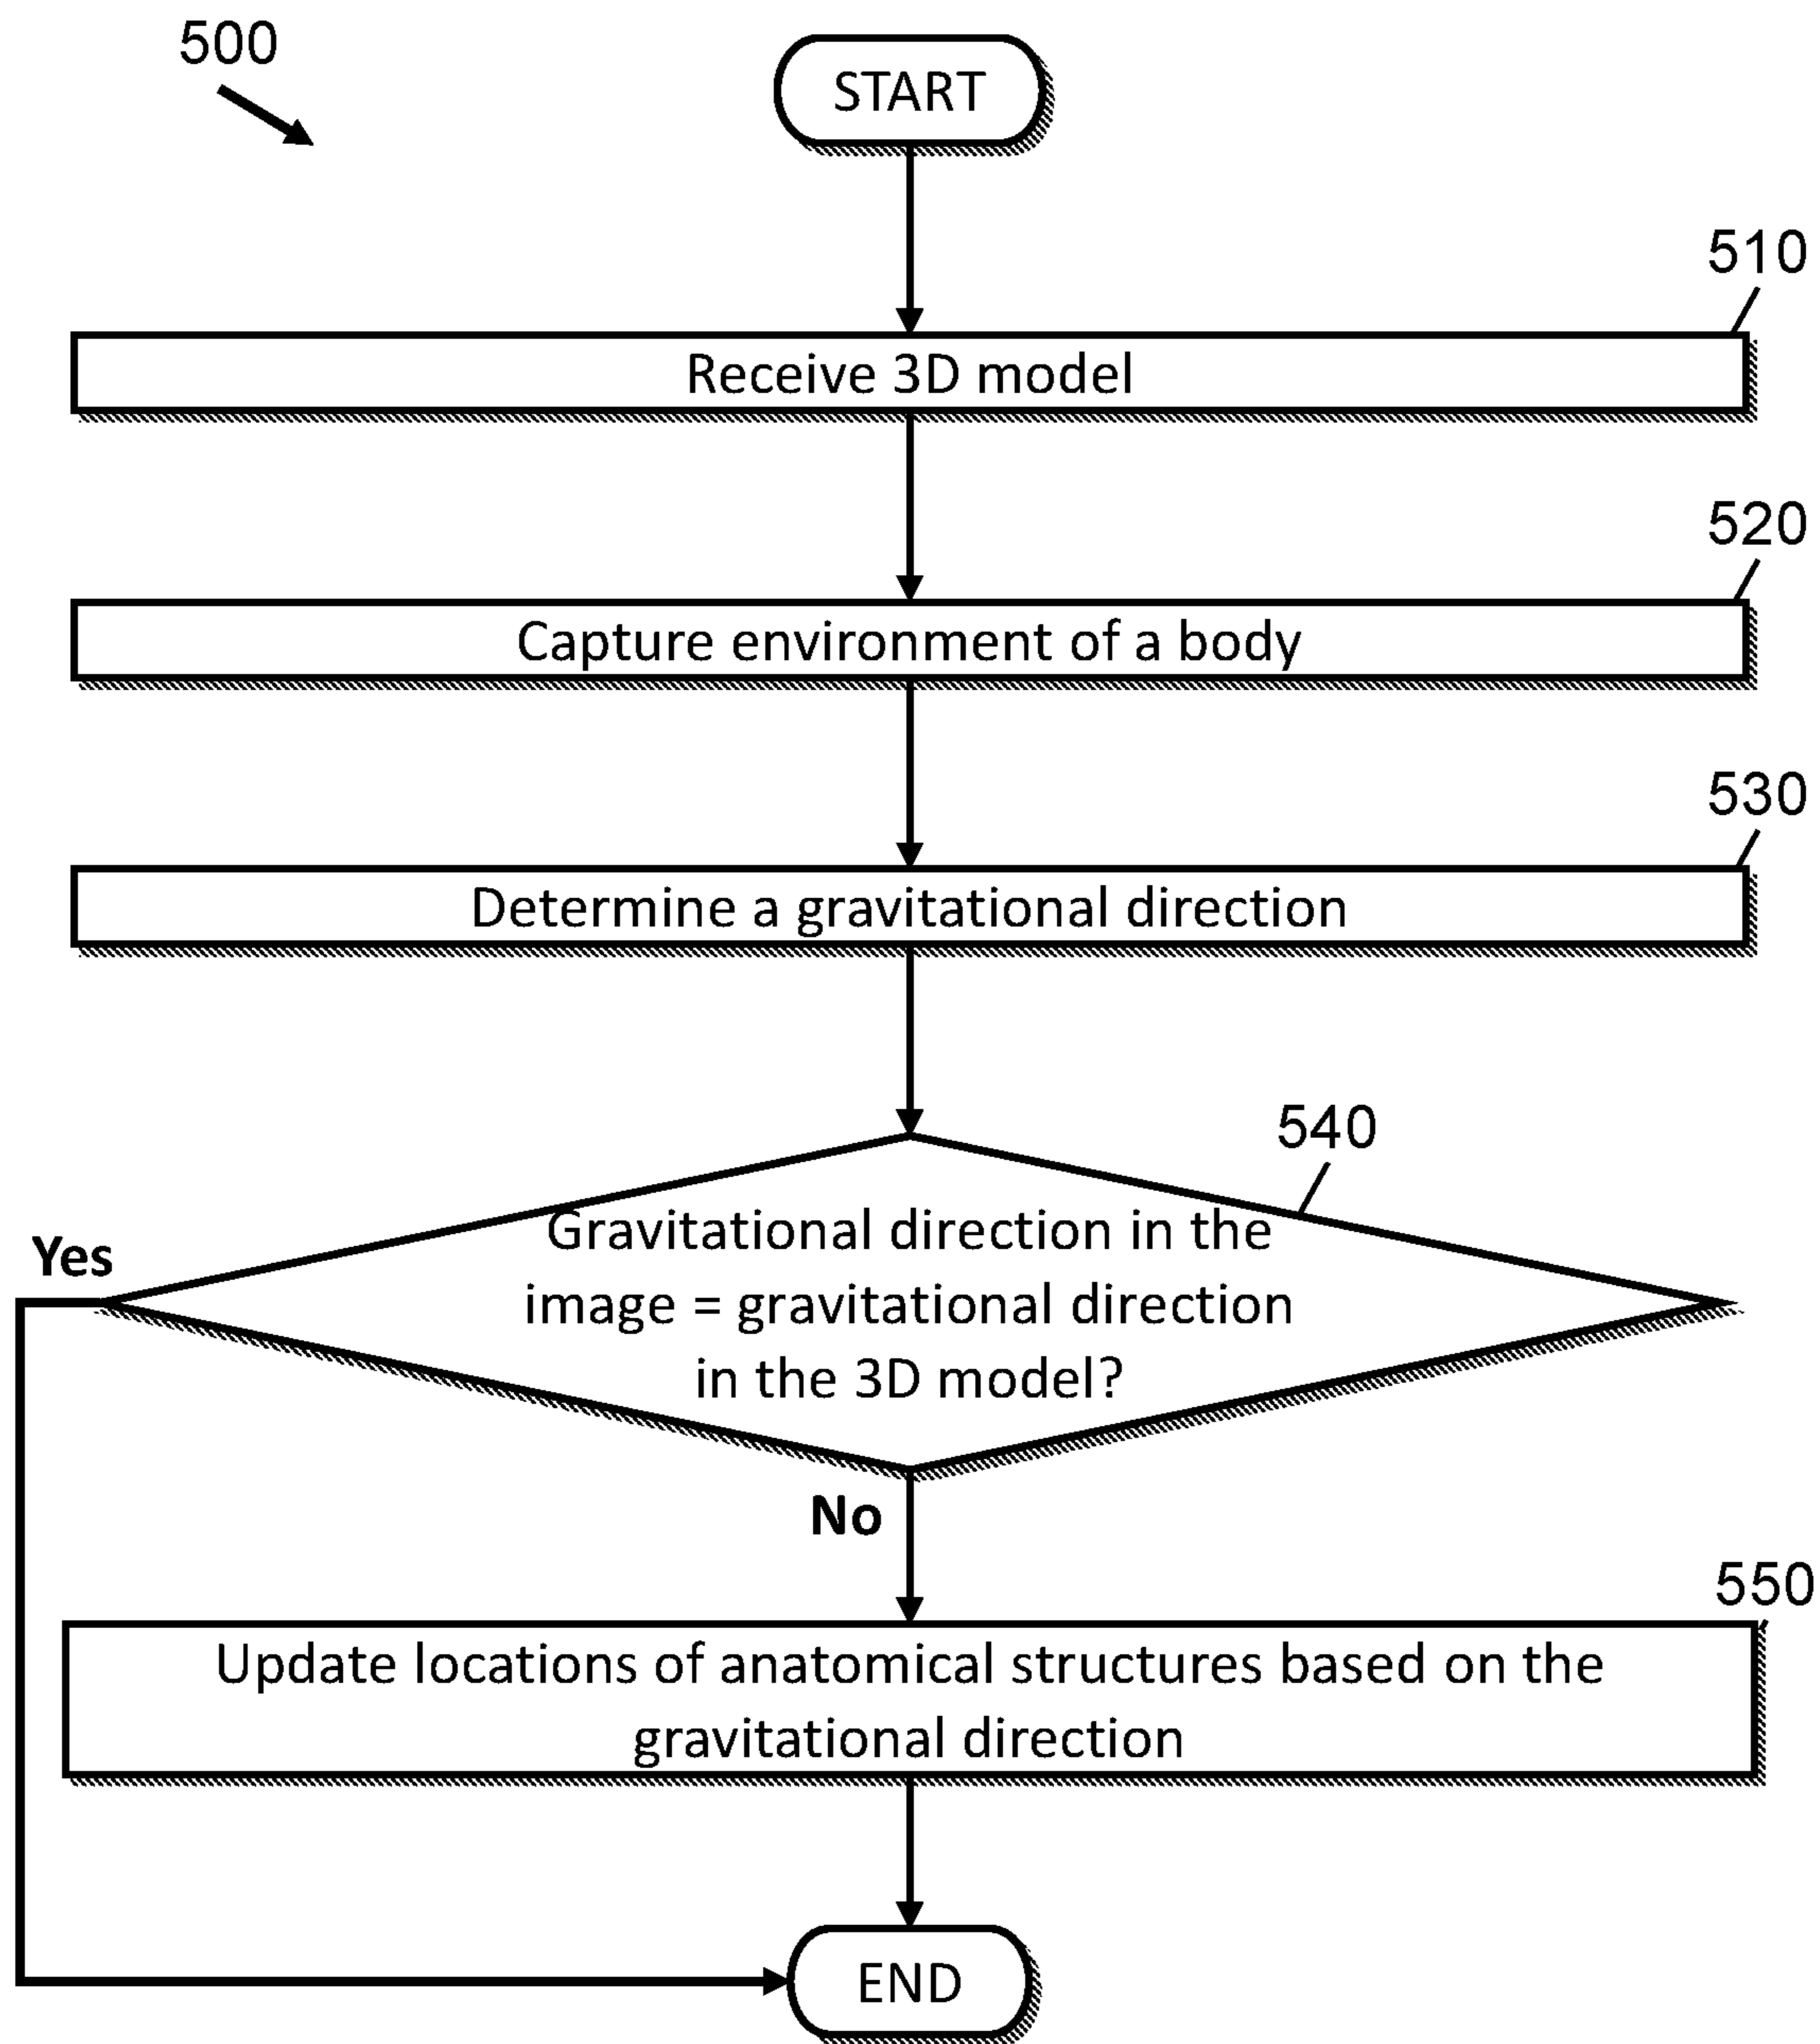 500
START
510
Receive 3D model
520
Capture environment of a body
530
Determine a gravitational direction
540
Yes
Gravitational direction in the
image = gravitational direction
in the 3D model?
No
550
Update locations of anatomical structures based on the
gravitational direction
END